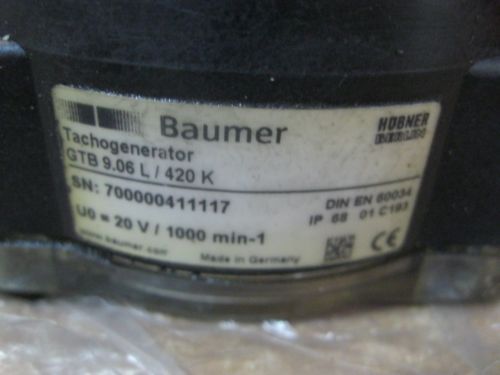 Baumer
HÜBNER
BERLIN
Tachogenerator
GTB 9.06 L / 420 K
SN: 700000411117
DIN EN 60034
IP 68 01 C193
U0 = 20 V / 1000 min-1
www.baumer.com
Made in Germany
CE